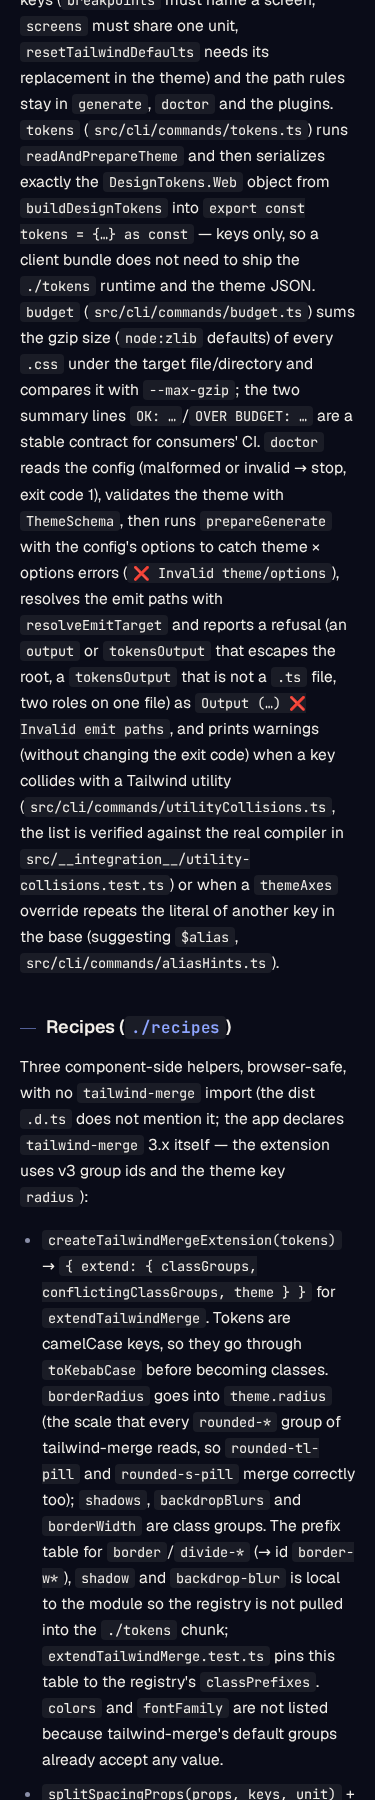 keys ( breakpoints must name a screen,
screens must share one unit,
resetTailwindDefaults needs its
replacement in the theme) and the path rules
stay in generate , doctor and the plugins.
tokens ( src/cli/commands/tokens.ts ) runs
readAndPrepareTheme and then serializes
exactly the DesignTokens.Web object from
buildDesignTokens into export const
tokens = {…} as const — keys only, so a
client bundle does not need to ship the
./tokens runtime and the theme JSON.
budget ( src/cli/commands/budget.ts ) sums
the gzip size ( node:zlib defaults) of every
.css under the target file/directory and
compares it with --max-gzip ; the two
summary lines OK: … / OVER BUDGET: … are a
stable contract for consumers' CI. doctor
reads the config (malformed or invalid → stop,
exit code 1), validates the theme with
ThemeSchema , then runs prepareGenerate
with the config's options to catch theme ×
options errors ( ❌ Invalid theme/options ),
resolves the emit paths with
resolveEmitTarget and reports a refusal (an
output or tokensOutput that escapes the
root, a tokensOutput that is not a .ts file,
two roles on one file) as Output (…) ❌
Invalid emit paths , and prints warnings
(without changing the exit code) when a key
collides with a Tailwind utility
( src/cli/commands/utilityCollisions.ts ,
the list is verified against the real compiler in
src/__integration__/utility-
collisions.test.ts ) or when a themeAxes
override repeats the literal of another key in
the base (suggesting $alias ,
src/cli/commands/aliasHints.ts ).
— Recipes ( ./recipes )
Three component-side helpers, browser-safe,
with no tailwind-merge import (the dist
.d.ts does not mention it; the app declares
tailwind-merge 3.x itself — the extension
uses v3 group ids and the theme key
radius ):
• createTailwindMergeExtension(tokens)
→ { extend: { classGroups,
conflictingClassGroups, theme } } for
extendTailwindMerge . Tokens are
camelCase keys, so they go through
toKebabCase before becoming classes.
borderRadius goes into theme.radius
(the scale that every rounded-* group of
tailwind-merge reads, so rounded-tl-
pill and rounded-s-pill merge correctly
too); shadows , backdropBlurs and
borderWidth are class groups. The prefix
table for border / divide-* (→ id border-
w* ), shadow and backdrop-blur is local
to the module so the registry is not pulled
into the ./tokens chunk;
extendTailwindMerge.test.ts pins this
table to the registry's classPrefixes .
colors and fontFamily are not listed
because tailwind-merge's default groups
already accept any value.
• splitSpacingProps(props, keys, unit) +